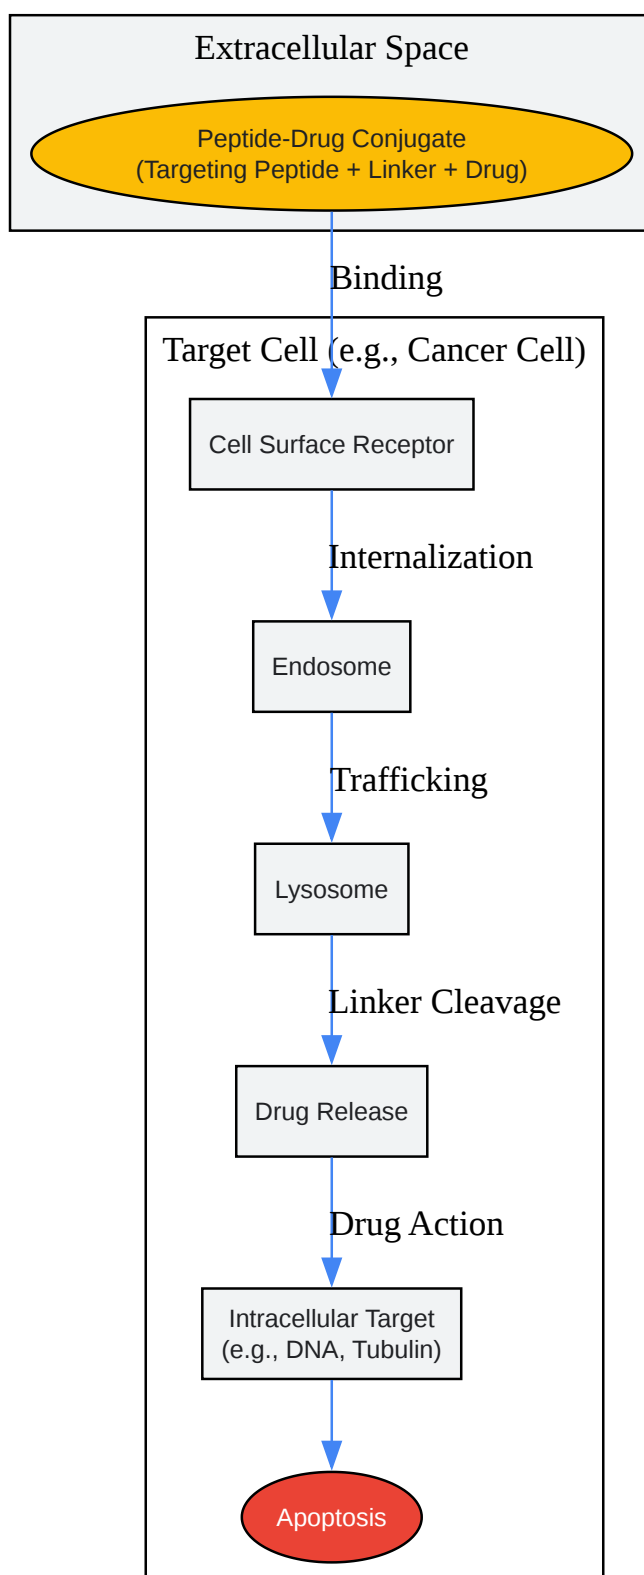 Extracellular Space
Peptide-Drug Conjugate
(Targeting Peptide + Linker + Drug)
Binding
Target Cell (e.g., Cancer Cell)
Cell Surface Receptor
Internalization
Endosome
Trafficking
Lysosome
Linker Cleavage
Drug Release
Drug Action
Intracellular Target
(e.g., DNA, Tubulin)
Apoptosis